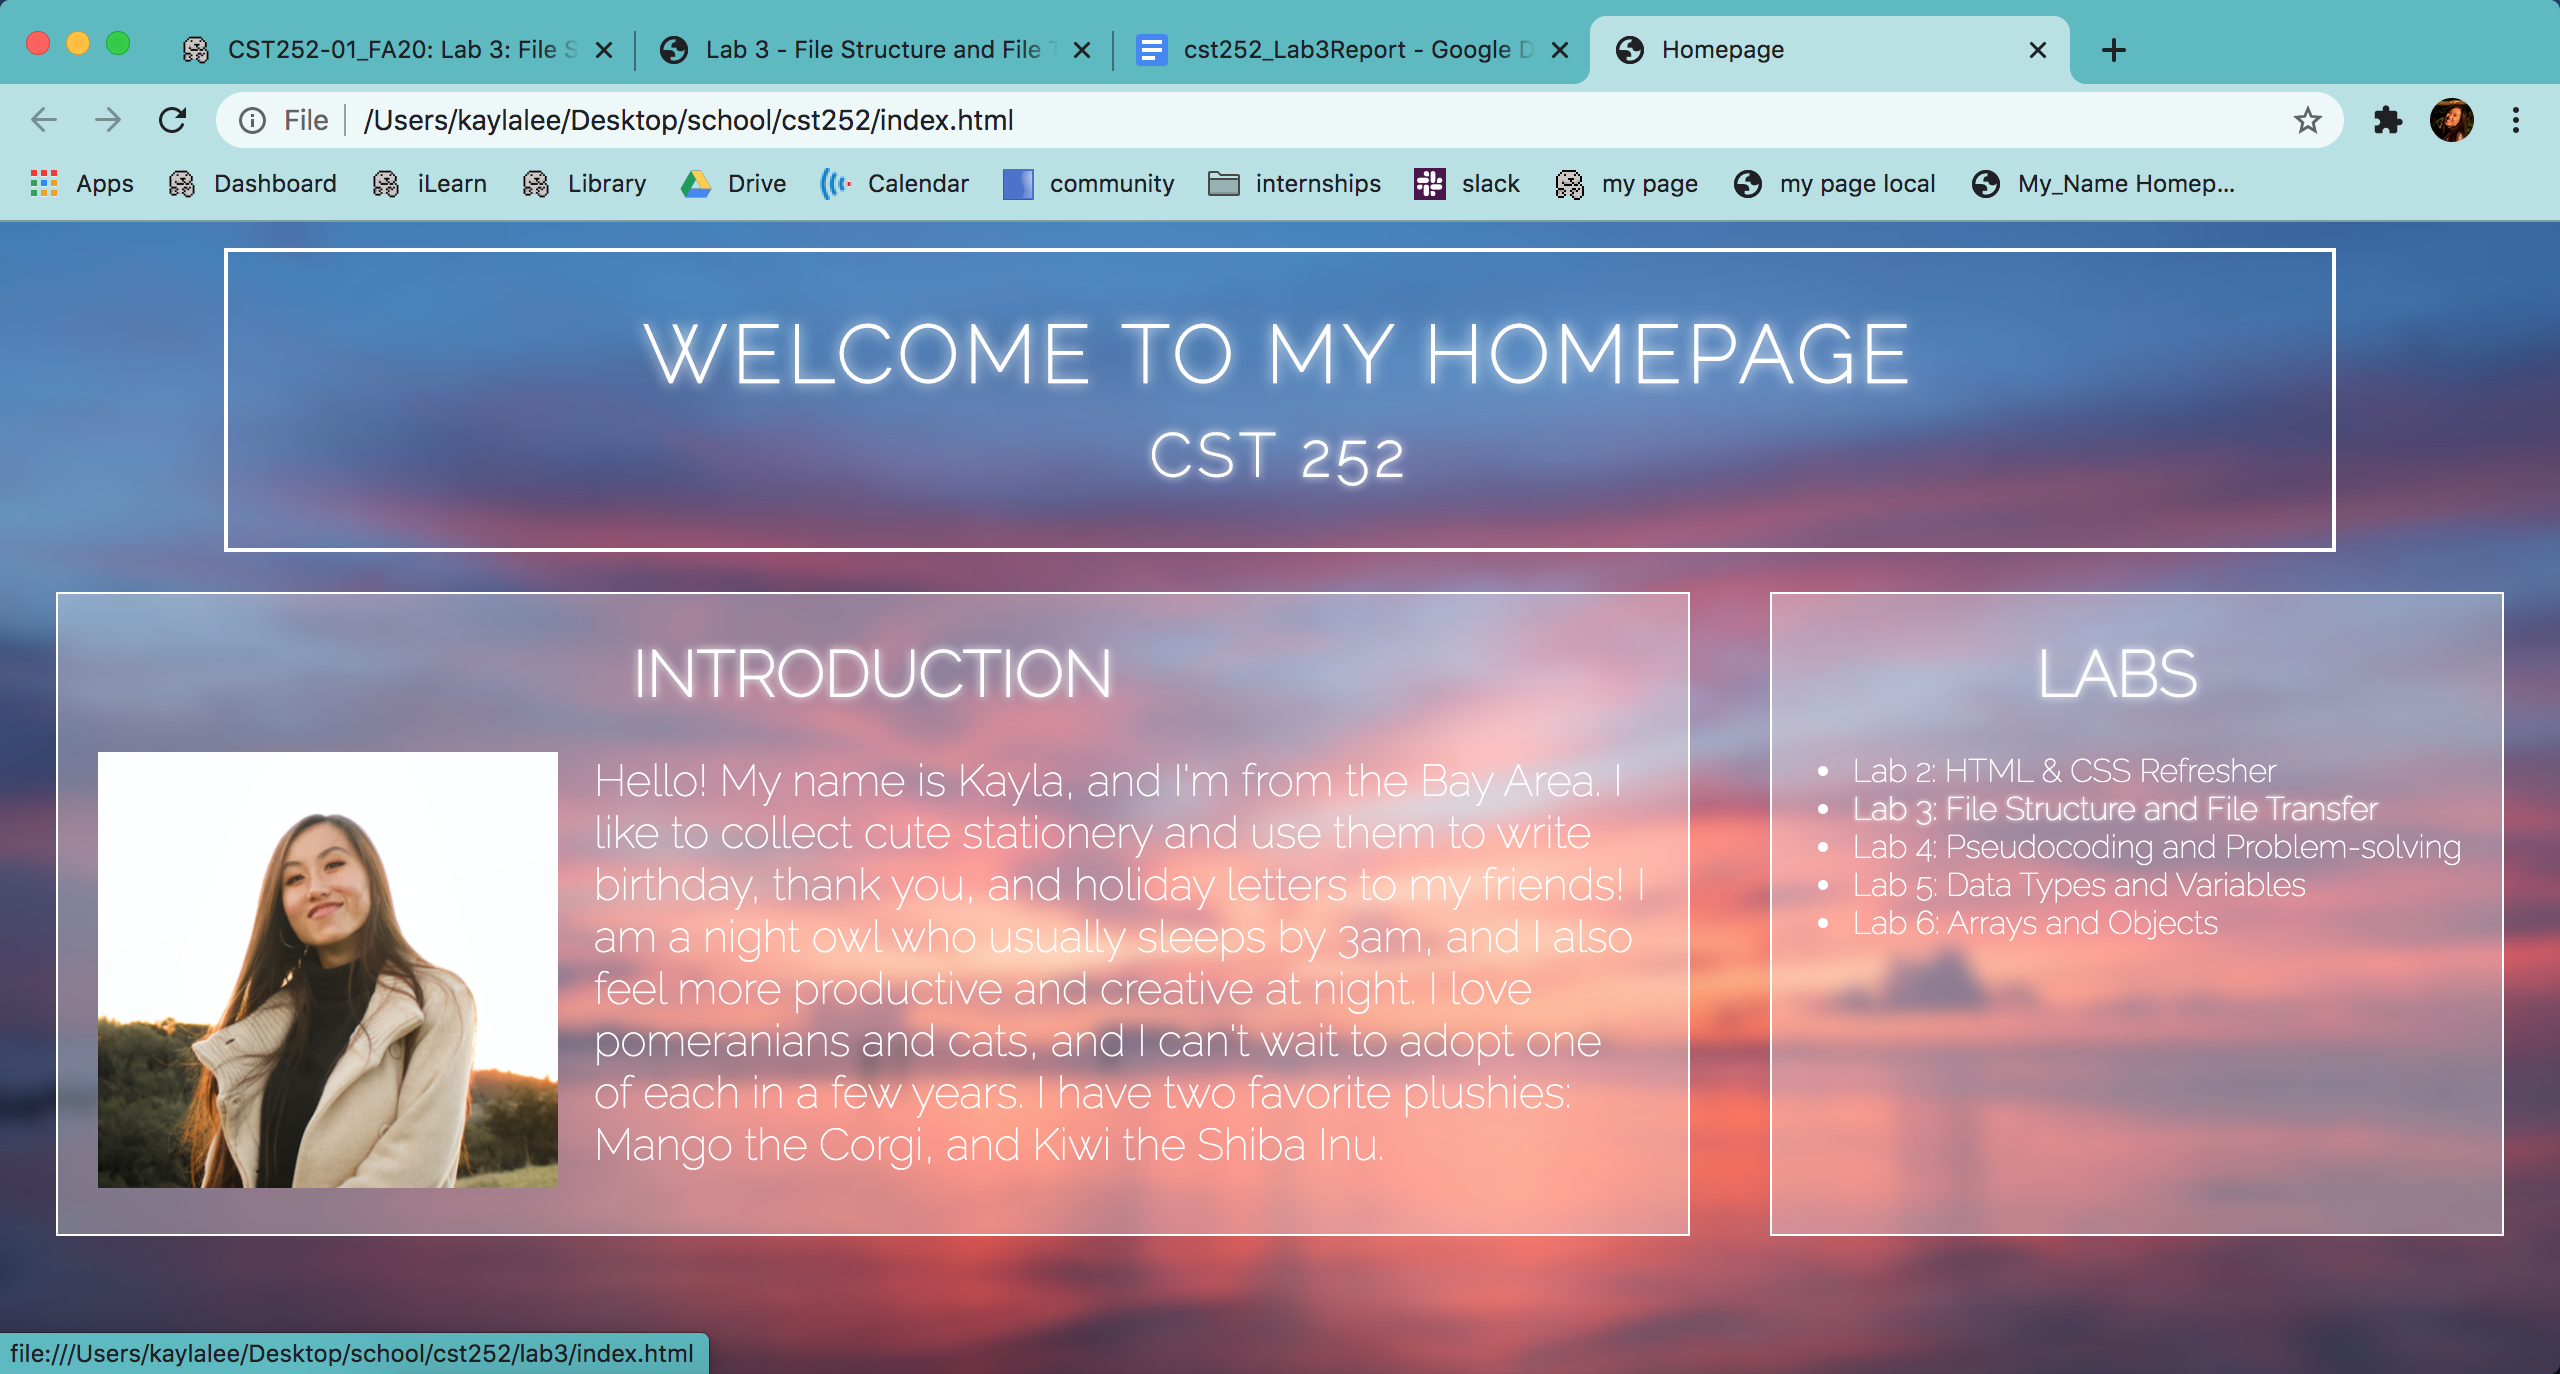 CST252-01_FA20: Lab 3: File S
Lab 3 - File Structure and File T
cst252_Lab3Report - Google D
Homepage
File
/Users/kaylalee/Desktop/school/cst252/index.html
Apps
Dashboard
iLearn
Library
Drive
Calendar
community
internships
slack
my page
my page local
My_Name Homep...
WELCOME TO MY HOMEPAGE
CST 252
INTRODUCTION
Hello! My name is Kayla, and I'm from the Bay Area. I
like to collect cute stationery and use them to write
birthday, thank you, and holiday letters to my friends! I
am a night owl who usually sleeps by 3am, and I also
feel more productive and creative at night. I love
pomeranians and cats, and I can't wait to adopt one
of each in a few years. I have two favorite plushies:
Mango the Corgi, and Kiwi the Shiba Inu.
LABS
Lab 2: HTML & CSS Refresher
Lab 3: File Structure and File Transfer
Lab 4: Pseudocoding and Problem-solving
Lab 5: Data Types and Variables
Lab 6: Arrays and Objects
file:///Users/kaylalee/Desktop/school/cst252/lab3/index.html